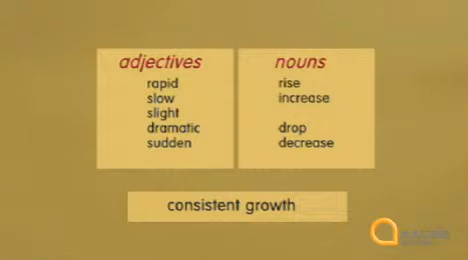 adjectives
rapid
slow
slight
dramatic
sudden
nouns
rise
increase
drop
decrease
consistent growth